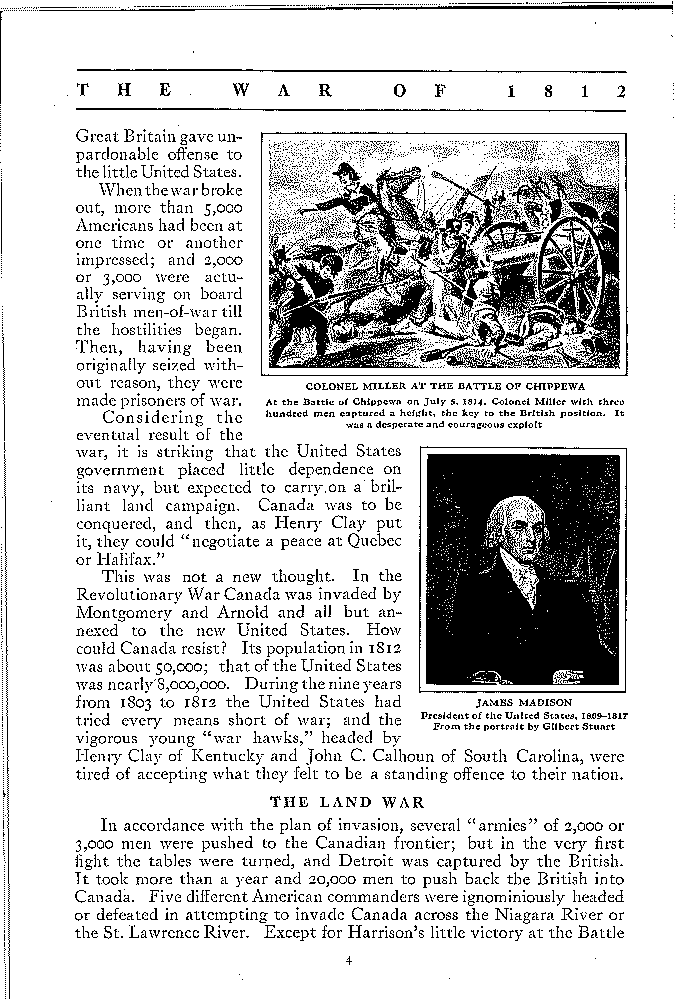 THE WAR OF 1812
Great Britain gave un-
pardonable offense to
the little United States.
When the war broke
out, more than 5,000
Americans had been at
one time or another
impressed; and 2,000
or 3,000 were actu-
ally serving on board
British men-of-war till
the hostilities began.
Then, having been
originally seized with-
out reason, they were
made prisoners of war.
Considering the
eventual result of the
COLONEL MILLER AT THE BATTLE OF CHIPPEWA
At the Battle of Chippewa on July 5, 1814, Colonel Miller with three
hundred men captured a height, the key to the British position. It
was a desperate and courageous exploit
war, it is striking that the United States
government placed little dependence on
its navy, but expected to carry on a bril-
liant land campaign. Canada was to be
conquered, and then, as Henry Clay put
it, they could "negotiate a peace at Quebec
or Halifax."
This was not a new thought. In the
Revolutionary War Canada was invaded by
Montgomery and Arnold and all but an-
nexed to the new United States. How
could Canada resist? Its population in 1812
was about 50,000; that of the United States
was nearly 8,000,000. During the nine years
from 1803 to 1812 the United States had
tried every means short of war; and the
vigorous young "war hawks," headed by
JAMES MADISON
President of the United States, 1809-1817
From the portrait by Gilbert Stuart
Henry Clay of Kentucky and John C. Calhoun of South Carolina, were
tired of accepting what they felt to be a standing offence to their nation.
THE LAND WAR
In accordance with the plan of invasion, several "armies" of 2,000 or
3,000 men were pushed to the Canadian frontier; but in the very first
fight the tables were turned, and Detroit was captured by the British.
It took more than a year and 20,000 men to push back the British into
Canada. Five different American commanders were ignominiously headed
or defeated in attempting to invade Canada across the Niagara River or
the St. Lawrence River. Except for Harrison's little victory at the Battle
4